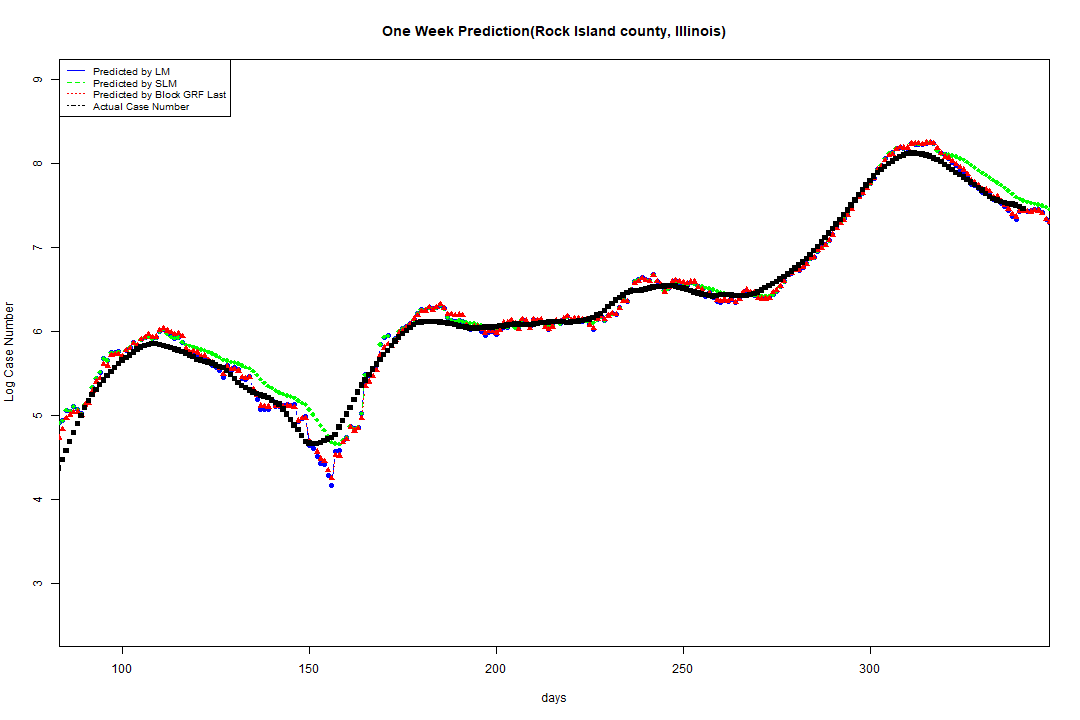 One Week Prediction(Rock Island county, Illinois)
Predicted by LM
Predicted by SLM
Predicted by Block GRF Last
Actual Case Number
Log Case Number
9
8
7
6
5
4
3
100 150 200 250 300
days